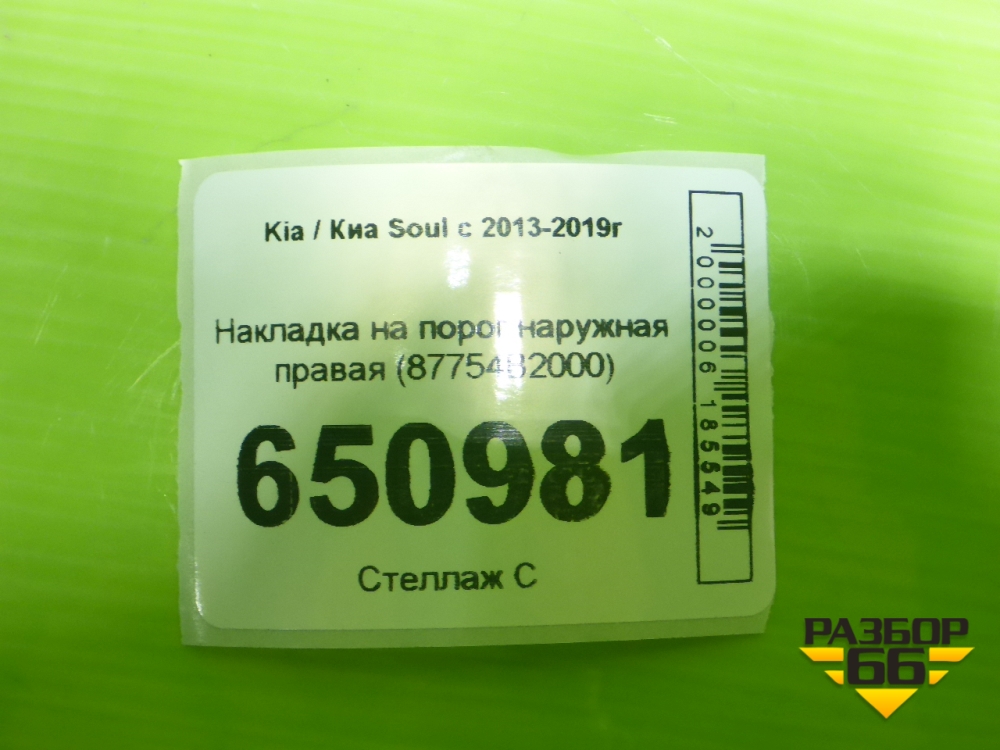 Kia / Киа Soul с 2013-2019г
Накладка на порог наружная
правая (87754B2000)
650981
Стеллаж С
2000006185549
РАЗБОР
66